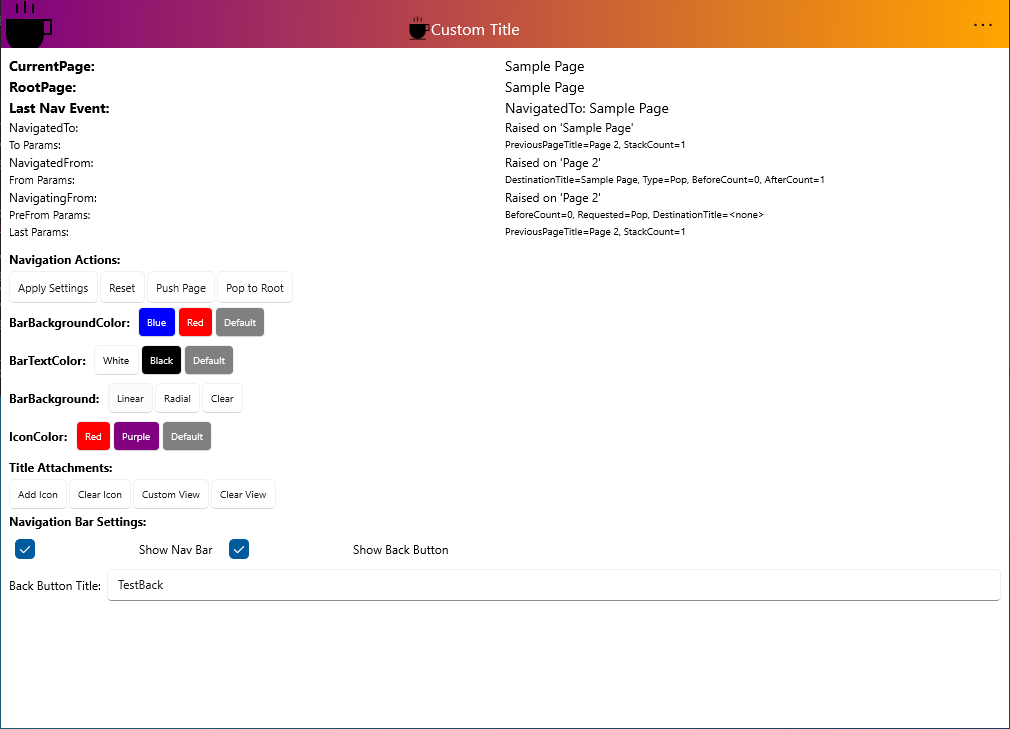 Custom Title
...
CurrentPage: Sample Page
RootPage: Sample Page
Last Nav Event: NavigatedTo: Sample Page
NavigatedTo: Raised on 'Sample Page'
To Params: PreviousPageTitle=Page 2, StackCount=1
NavigatedFrom: Raised on 'Page 2'
From Params: DestinationTitle=Sample Page, Type=Pop, BeforeCount=0, AfterCount=1
NavigatingFrom: Raised on 'Page 2'
PreFrom Params: BeforeCount=0, Requested=Pop, DestinationTitle=<none>
Last Params: PreviousPageTitle=Page 2, StackCount=1
Navigation Actions:
Apply Settings Reset Push Page Pop to Root
BarBackgroundColor: Blue Red Default
BarTextColor: White Black Default
BarBackground: Linear Radial Clear
IconColor: Red Purple Default
Title Attachments:
Add Icon Clear Icon Custom View Clear View
Navigation Bar Settings:
Show Nav Bar Show Back Button
Back Button Title: TestBack